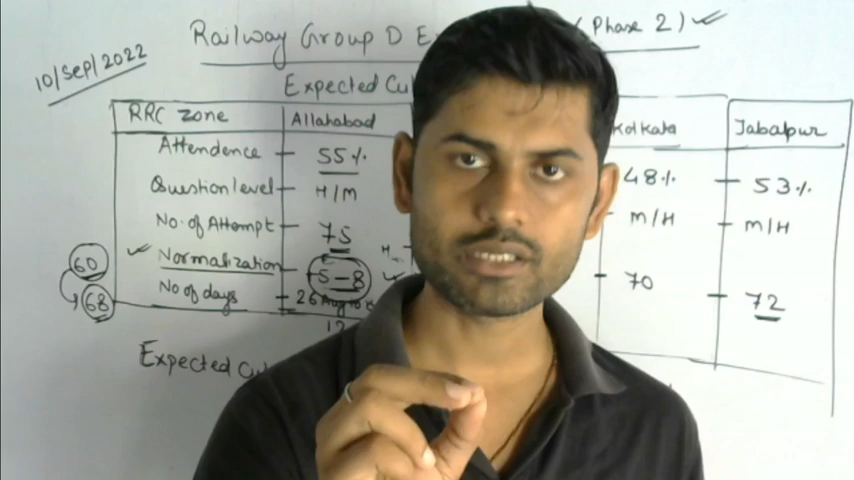 Railway Group D E (Phase 2)
10/Sep/2022
Expected Cu
RRC zone Allahabad Kolkata Jabalpur
Attendence 55% 48% 53%
Question level H/M M/H M/H
No. of Attempt 75 70 72
60 Normalization 5-8 H
68 No of days 26 Aug to
12
Expected Cu